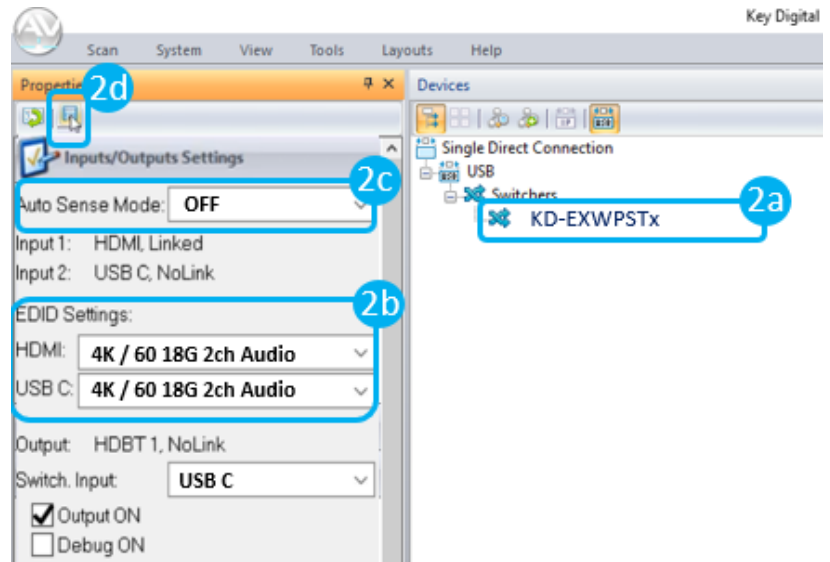 Key Digital
AV
Scan System View Tools Layouts Help
Propertie
2d
Devices
Inputs/Outputs Settings
2c
Auto Sense Mode: OFF
Input 1: HDMI, Linked
Input 2: USB C, NoLink
2b
EDID Settings:
HDMI: 4K / 60 18G 2ch Audio
USB C: 4K / 60 18G 2ch Audio
Output: HDBT 1, NoLink
Switch. Input: USB C
Output ON
Debug ON
Single Direct Connection
USB
Switchers
2a
KD-EXWPSTx